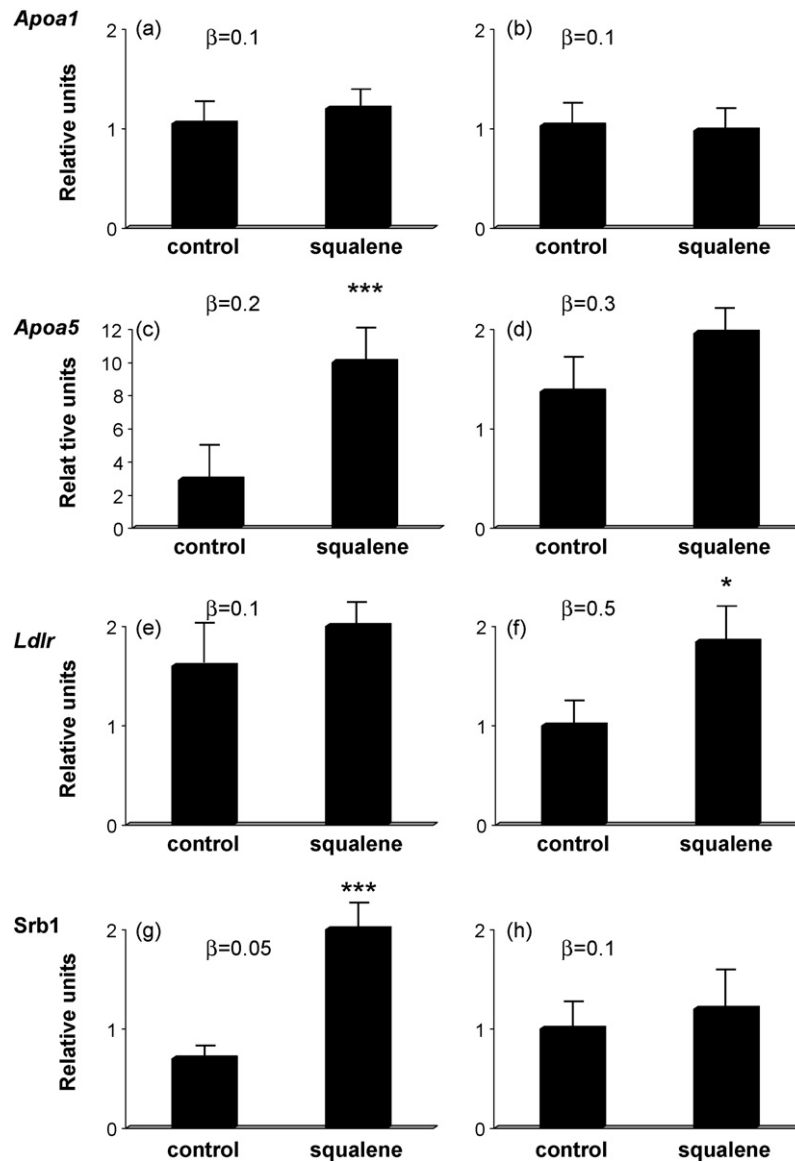 Apoa1
(a)
β=0.1
2
1
0
Relative units
control squalene
(b)
β=0.1
2
1
0
control squalene
Apoa5
(c)
β=0.2
***
12
10
8
6
4
2
0
Relat tive units
control squalene
(d)
β=0.3
2
1
0
control squalene
Ldlr
(e)
β=0.1
2
1
0
Relative units
control squalene
(f)
β=0.5
*
2
1
0
control squalene
Srb1
(g)
β=0.05
***
2
1
0
Relative units
control squalene
(h)
β=0.1
2
1
0
control squalene